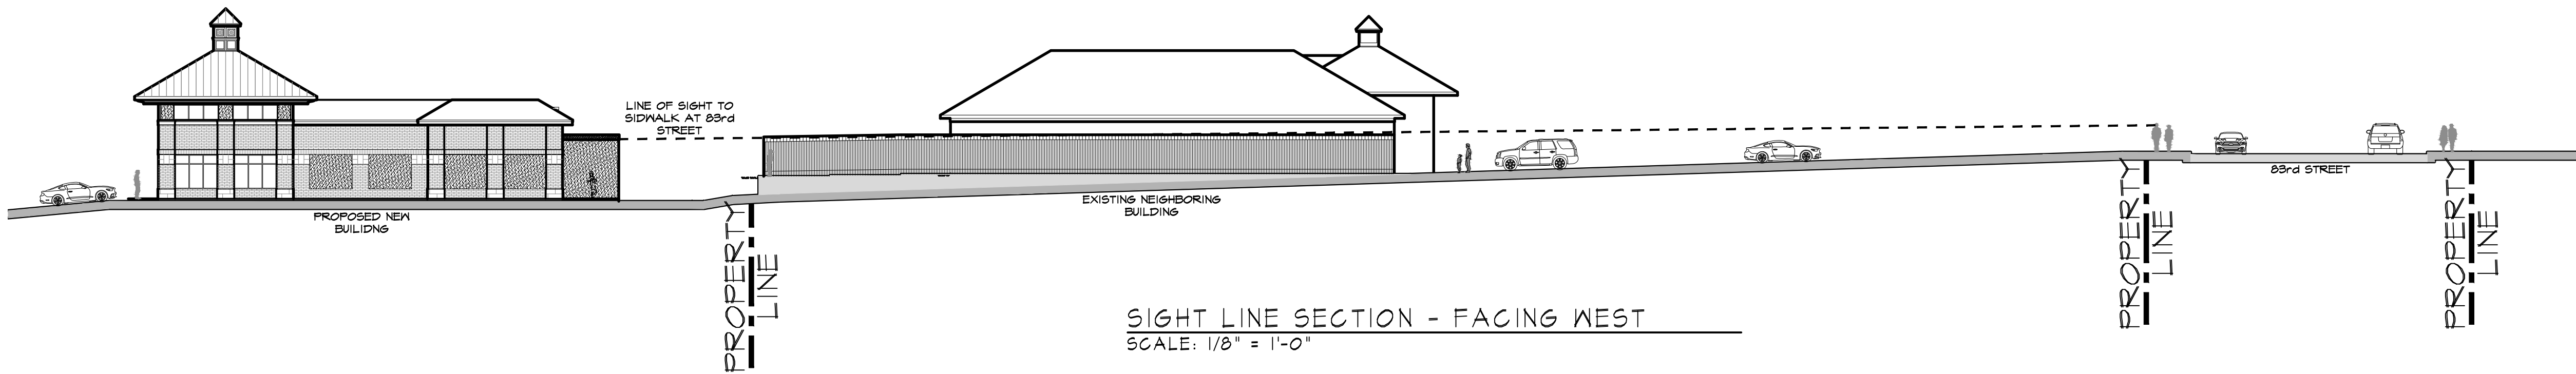 LINE OF SIGHT TO
SIDWALK AT 83rd
STREET
PROPOSED NEW
BUILIDNG
EXISTING NEIGHBORING
BUILDING
83rd STREET
PROPERTY
LINE
PROPERTY
LINE
PROPERTY
LINE
SIGHT LINE SECTION - FACING WEST
SCALE: 1/8" = 1'-0"